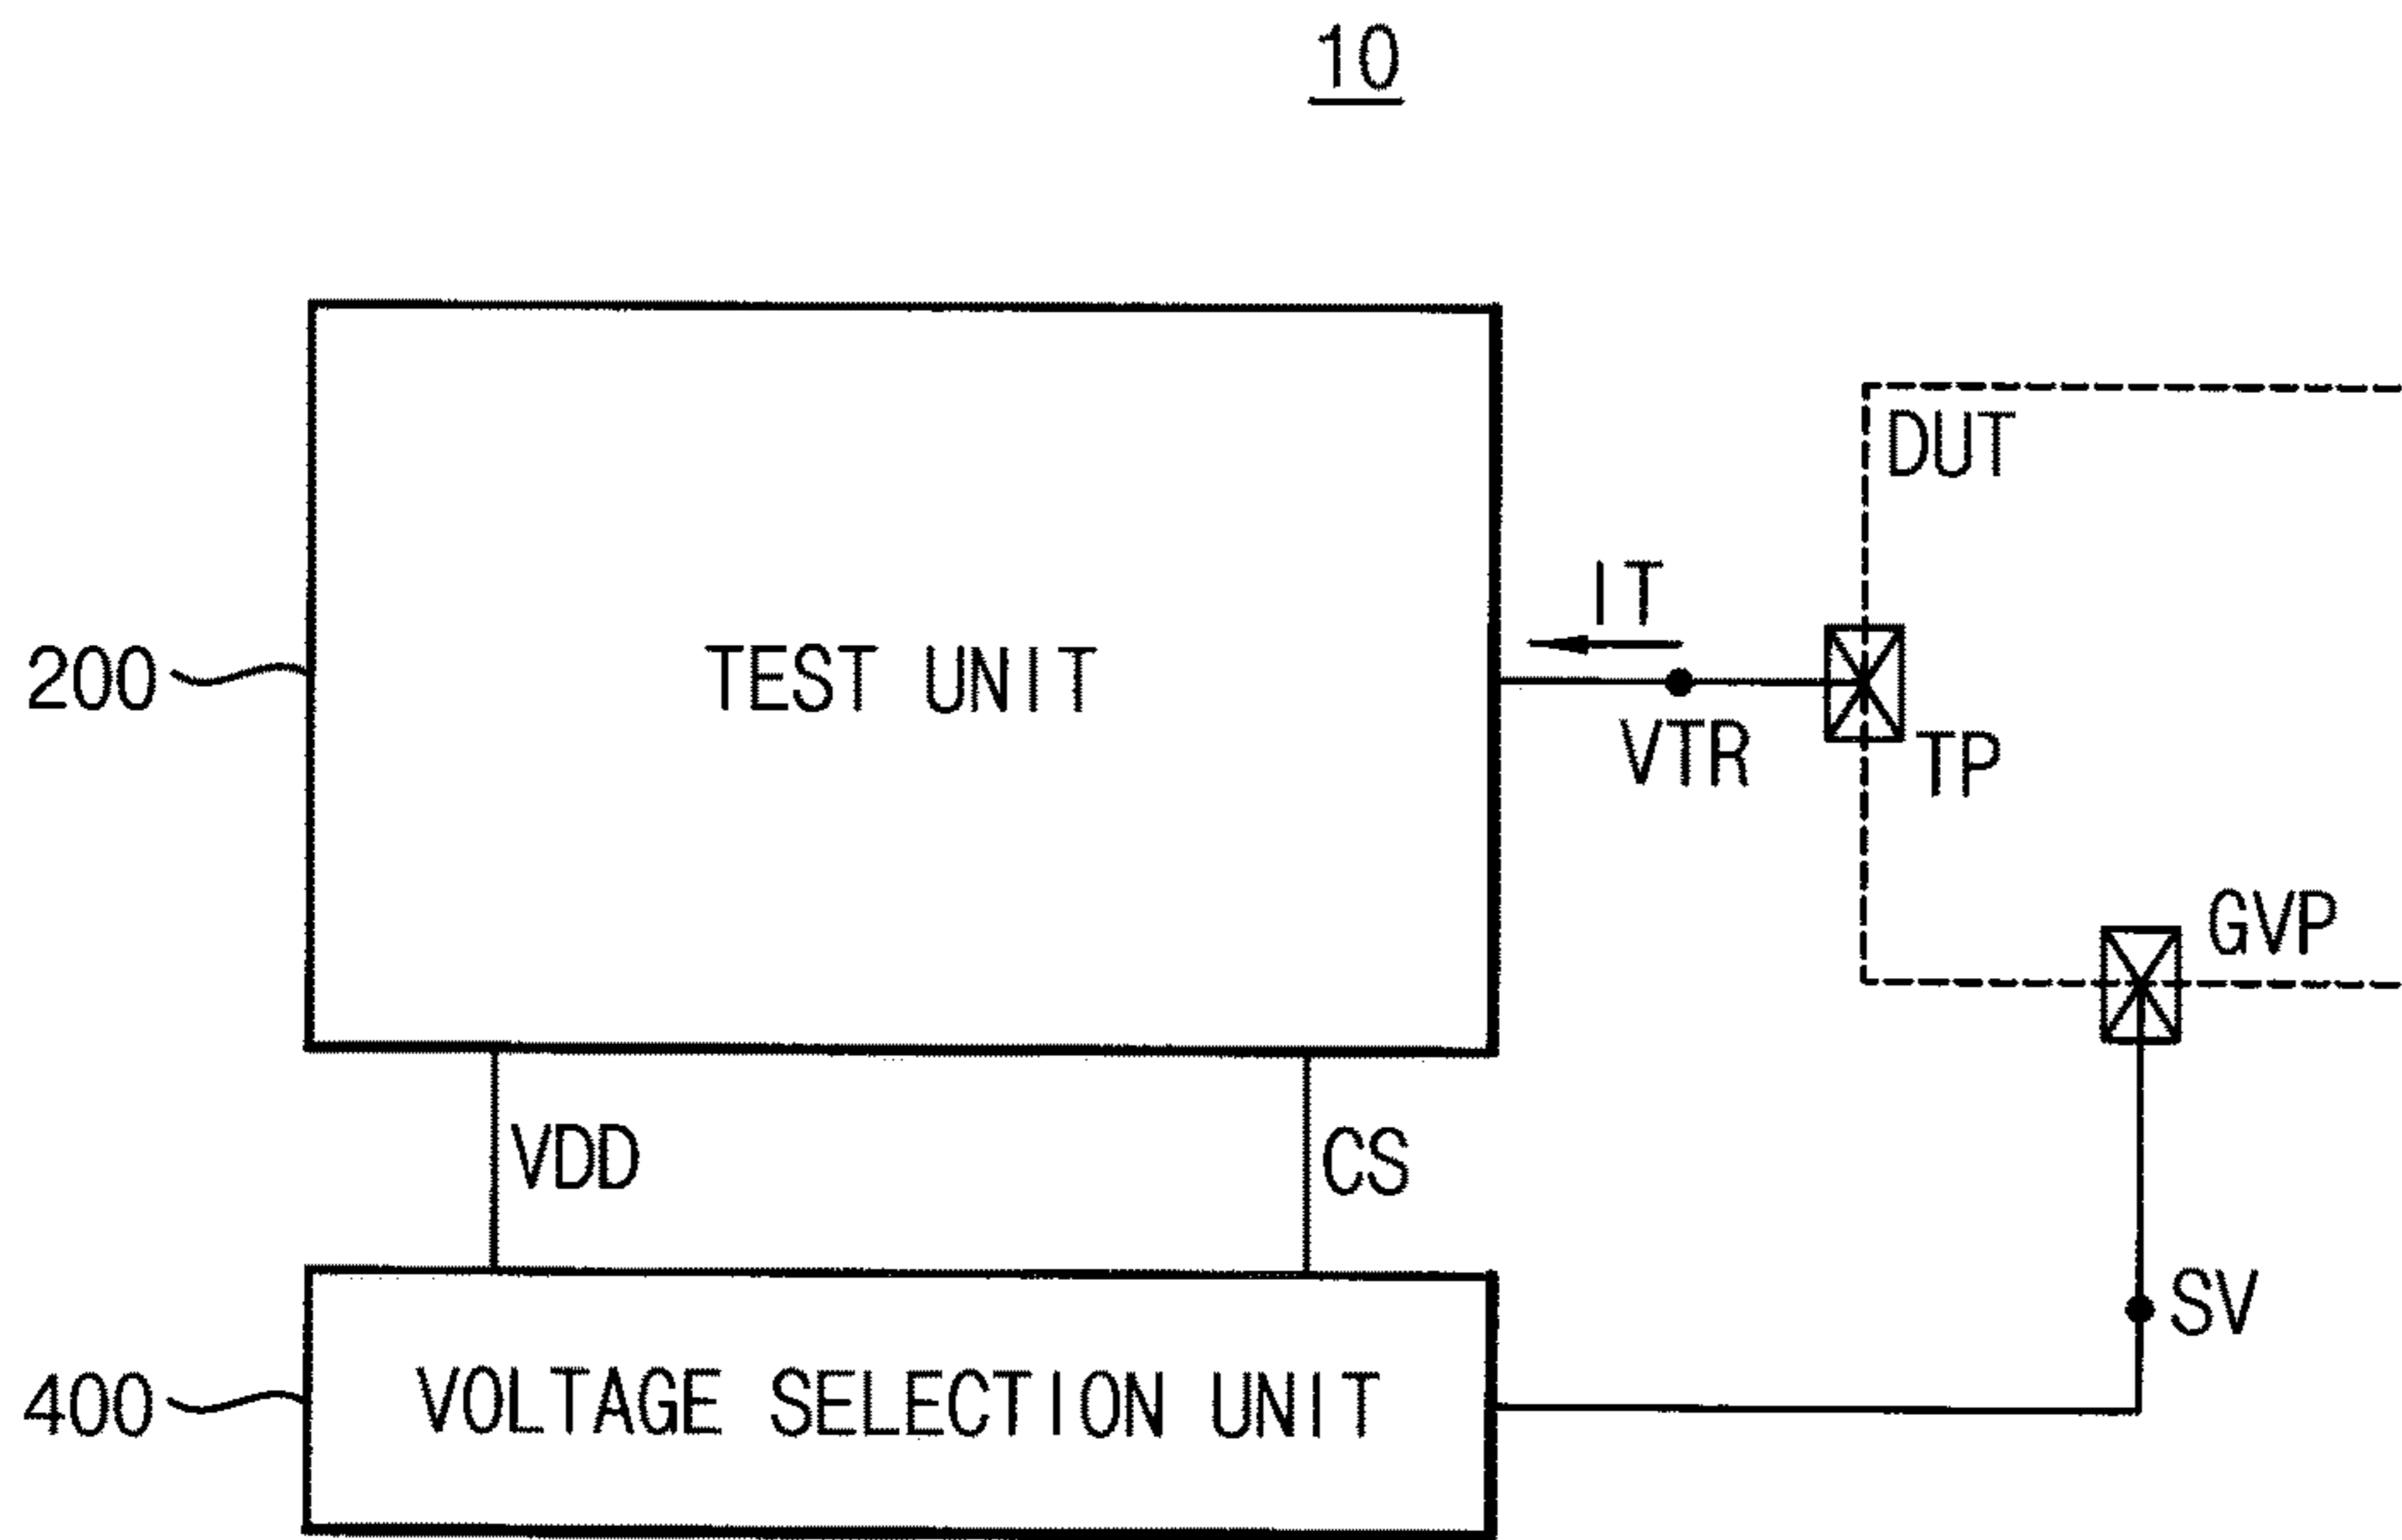 10
DUT
IT
200
TEST UNIT
VTR
TP
GVP
VDD
CS
SV
400
VOLTAGE SELECTION UNIT